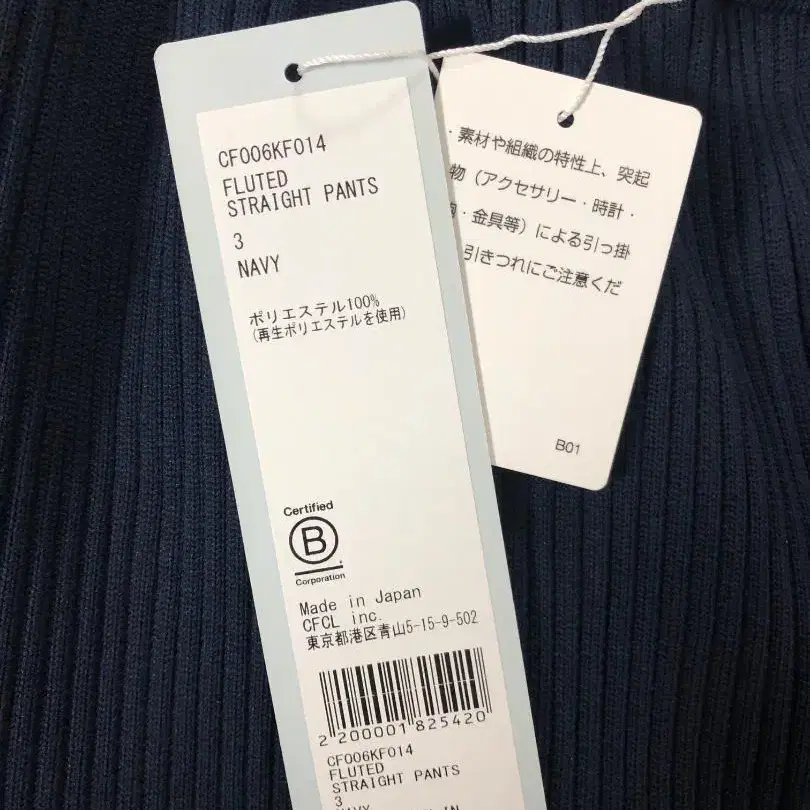 CF006KF014
FLUTED
STRAIGHT PANTS
3
NAVY
ポリエステル100%
(再生ポリエステルを使用)
Certified
B
Corporation
Made in Japan
CFCL inc.
東京都港区青山5-15-9-502
2 200001 825420
CF006KF014
FLUTED
STRAIGHT PANTS
3
NAVY
・素材や組織の特性上、突起
物（アクセサリー・時計・
・金具等）による引っ掛
引きつれにご注意くだ
B01